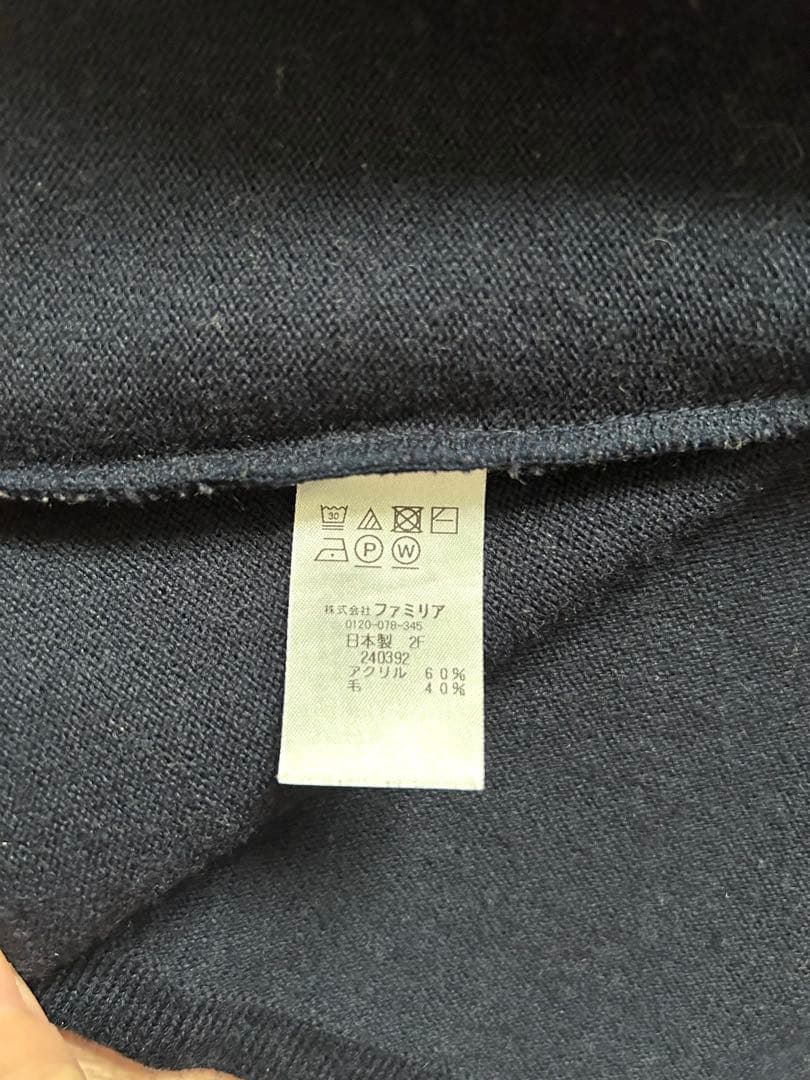 30
P W
株式会社ファミリア
0120-078-345
日本製 2F
240392
アクリル 60%
毛 40%